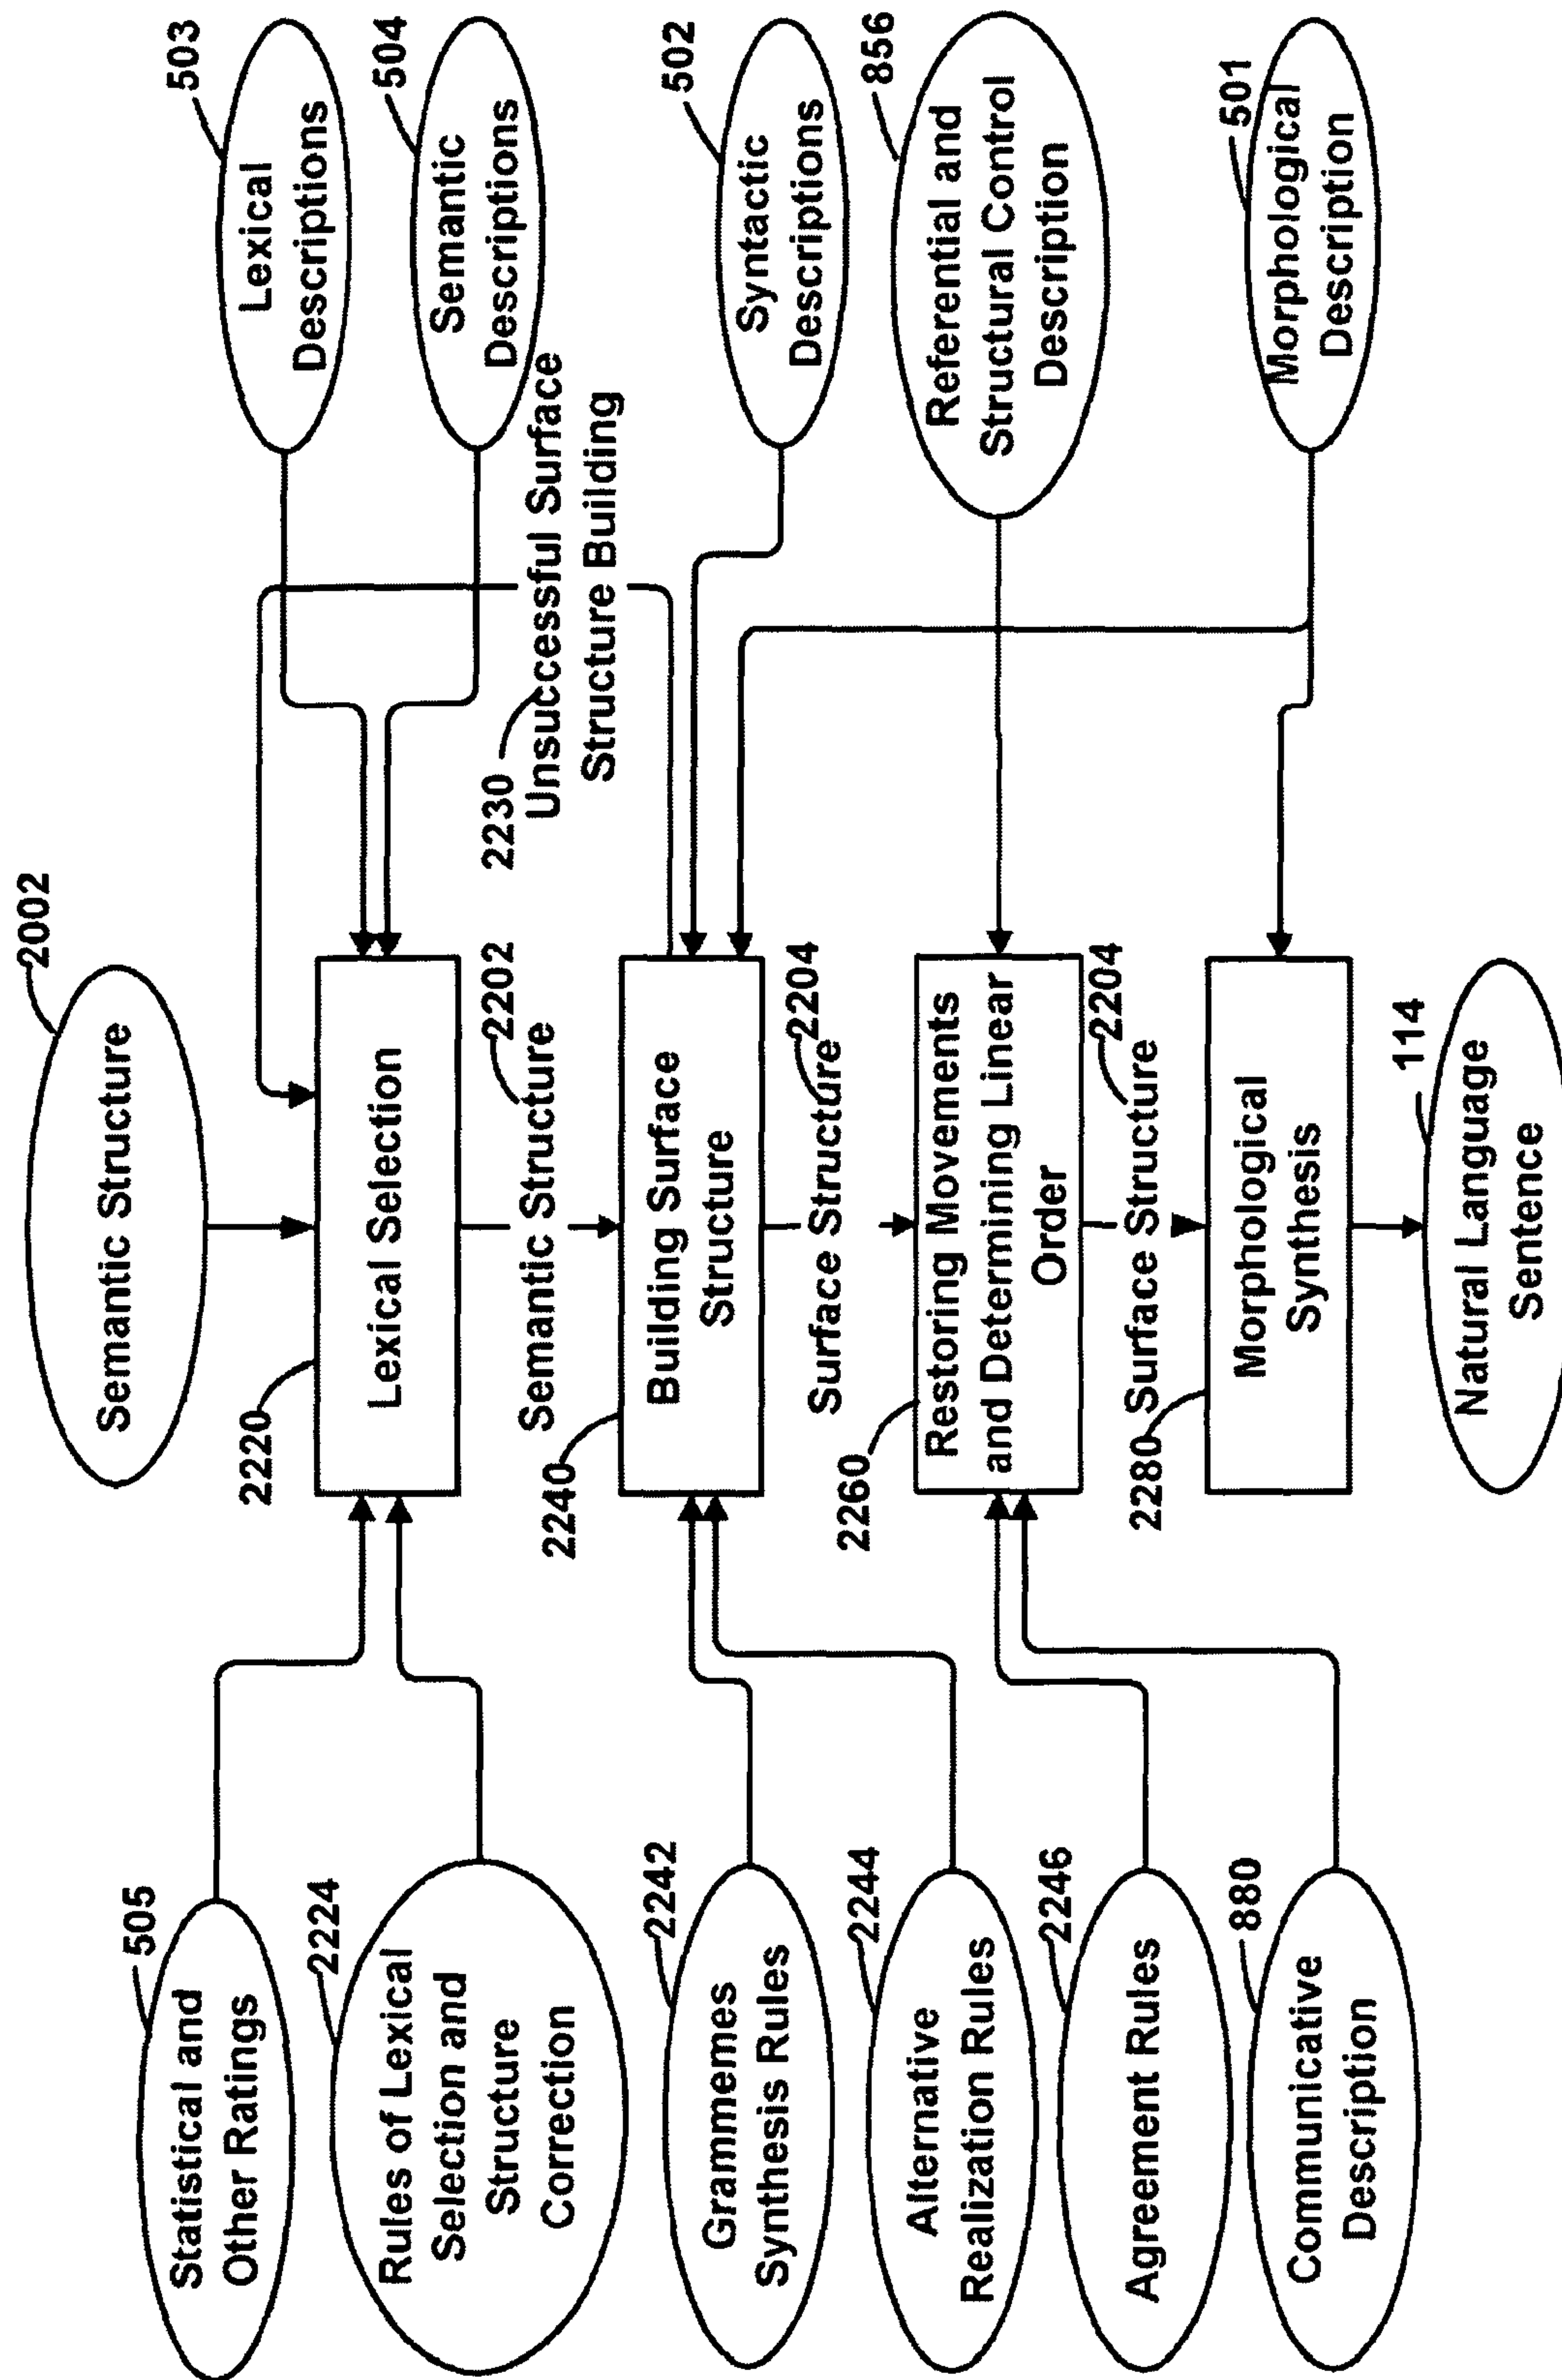 2002
Semantic Structure
505
Statistical and
Other Ratings
2224
Rules of Lexical
Selection and
Structure
Correction
2220
Lexical Selection
503
Lexical
Descriptions
504
Semantic
Descriptions
2202
Semantic Structure
2230
Unsuccessful Surface
Structure Building
2242
Grammemes
Synthesis Rules
2240
Building Surface
Structure
502
Syntactic
Descriptions
2244
Alternative
Realization Rules
2204
Surface Structure
856
Referential and
Structural Control
Description
2260
Restoring Movements
and Determining Linear
Order
2246
Agreement Rules
2204
Surface Structure
880
Communicative
Description
2280
Morphological
Synthesis
501
Morphological
Description
114
Natural Language
Sentence